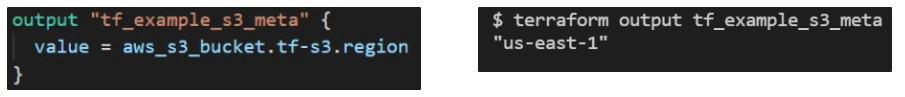 output "tf_example_s3_meta" {
  value = aws_s3_bucket.tf-s3.region
}
$ terraform output tf_example_s3_meta
"us-east-1"